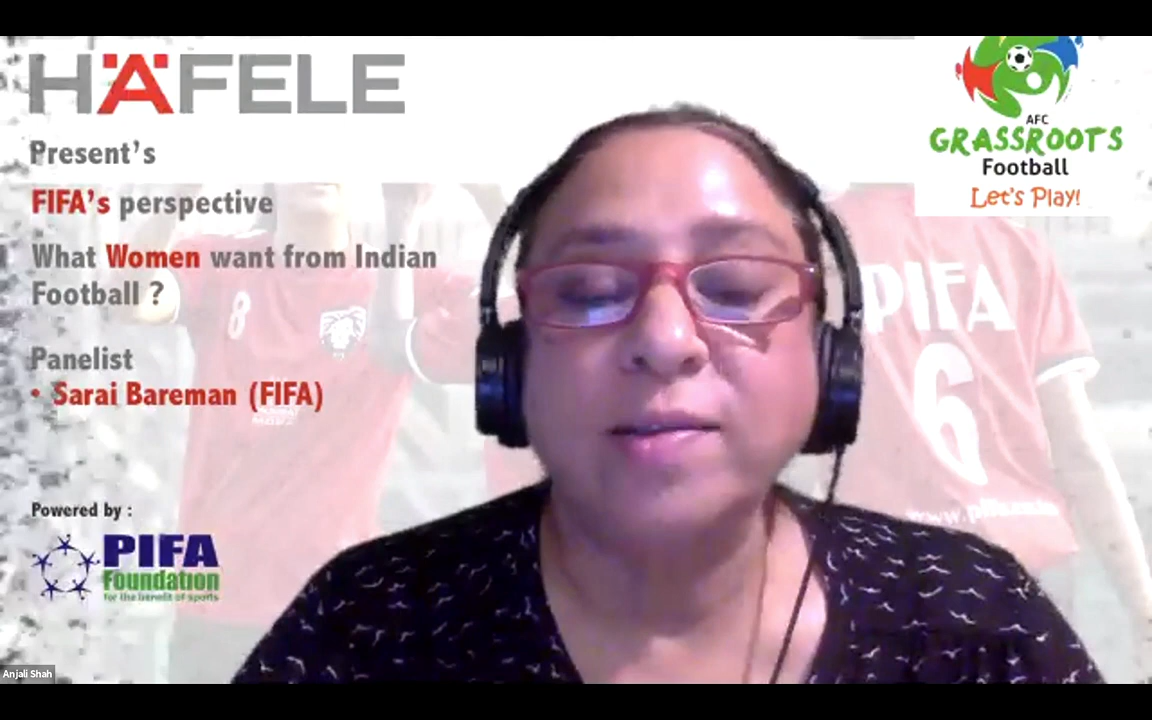 HÄFELE
Present's
FIFA's perspective
What Women want from Indian
Football ?
Panelist
• Sarai Bareman (FIFA)
Powered by :
PIFA
Foundation
for the benefit of sports
AFC
GRASSROOTS
Football
Let's Play!
8
PIFA
6
Anjali Shah